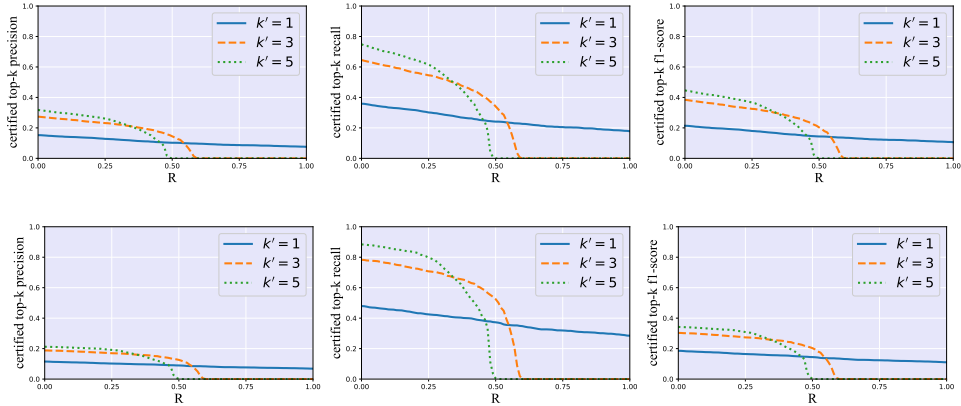 certified top-k precision
1.0
0.8
0.6
0.4
0.2
0.0
0.00 0.25 0.50 0.75 1.00
R
k′ = 1
k′ = 3
k′ = 5
certified top-k recall
1.0
0.8
0.6
0.4
0.2
0.0
0.00 0.25 0.50 0.75 1.00
R
k′ = 1
k′ = 3
k′ = 5
certified top-k f1-score
1.0
0.8
0.6
0.4
0.2
0.0
0.00 0.25 0.50 0.75 1.00
R
k′ = 1
k′ = 3
k′ = 5
certified top-k precision
1.0
0.8
0.6
0.4
0.2
0.0
0.00 0.25 0.50 0.75 1.00
R
k′ = 1
k′ = 3
k′ = 5
certified top-k recall
1.0
0.8
0.6
0.4
0.2
0.0
0.00 0.25 0.50 0.75 1.00
R
k′ = 1
k′ = 3
k′ = 5
certified top-k f1-score
1.0
0.8
0.6
0.4
0.2
0.0
0.00 0.25 0.50 0.75 1.00
R
k′ = 1
k′ = 3
k′ = 5